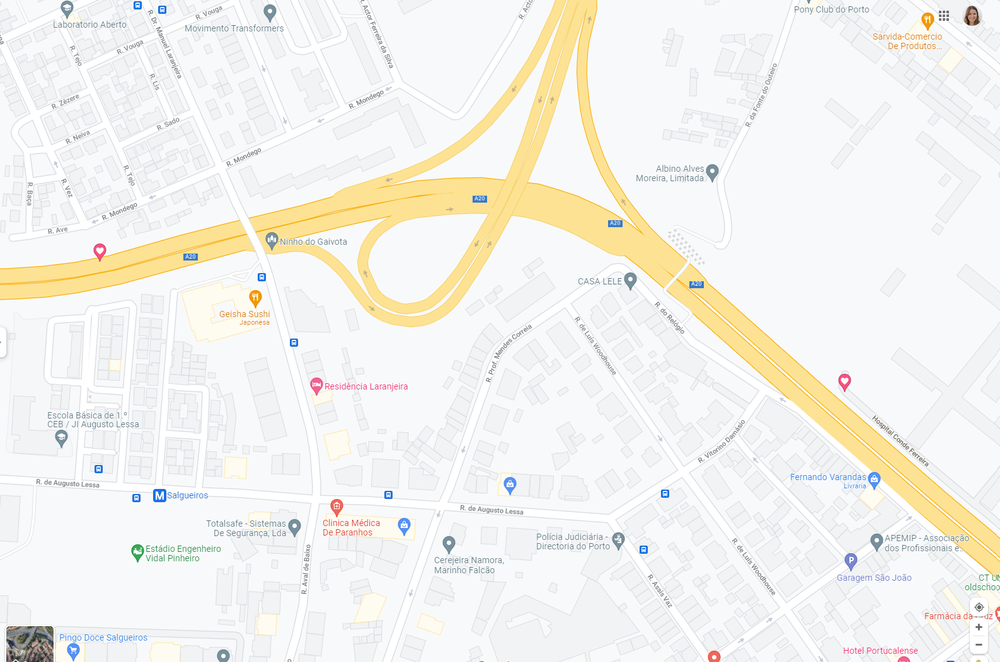 Laboratorio Aberto
R. Vouga
Movimento Transformers
Pony Club do Porto
Sarvida-Comercio
De Produtos...
R. Dr. Manuel Laranjeira
t. Actor Ferreira da Silva
R. Acto
R. Vouga
R. Tejo
R. Lis
R. Zêzere
R. Mondego
R. Sado
R. Neiva
R. da Fonte do Outeiro
R. Mondego
R. Tejo
Albino Alves
Moreira, Limitada
R. Vez
R. Baça
A20
R. Mondego
A20
R. Ave
Ninho do Gaivota
A20
CASA LELE
A20
Geisha Sushi
Japonesa
R. do Relógio
R. Prof. Mendes Correia
R. de Luís Woodhouse
Residência Laranjeira
Escola Básica de 1.º
CEB / JI Augusto Lessa
R. Vitorino Damásio
Hospital Conde Ferreira
Fernando Varandas
Livraria
R. de Augusto Lessa
M
Salgueiros
R. de Augusto Lessa
Totalsafe - Sistemas
De Segurança, Lda
Clinica Médica
De Paranhos
Polícia Judiciária -
Directoria do Porto
APEMIP - Associação
dos Profissionais e...
Estádio Engenheiro
Vidal Pinheiro
Cerejeira Namora,
Marinho Falcão
R. Aval de Baixo
R. de Luís Woodhouse
P
Garagem São João
CT UN
oldschoo
R. Assis Vaz
Farmácia da Cruz
Pingo Doce Salgueiros
Hotel Portucalense